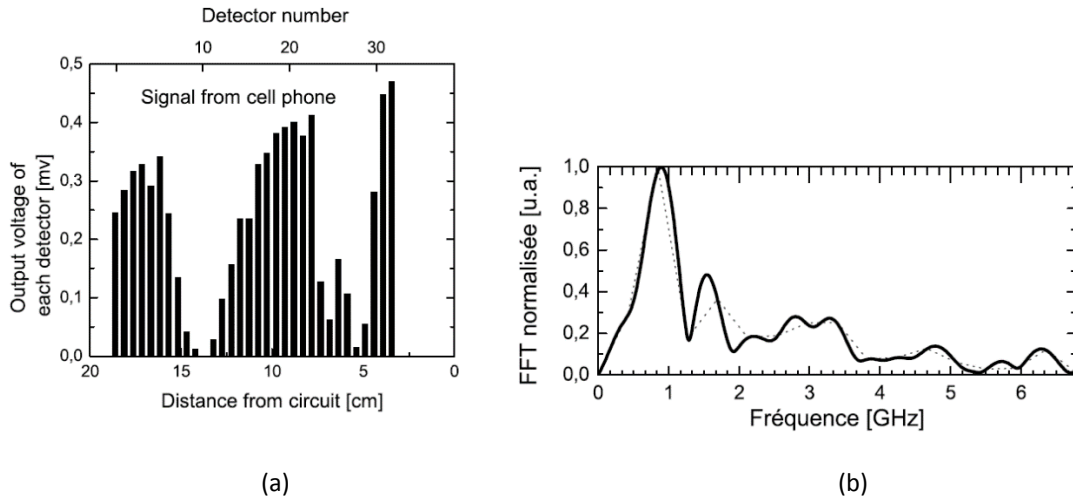 Detector number
10 20 30
0,5
0,4
0,3
0,2
0,1
0,0
Output voltage of
each detector [mv]
Signal from cell phone
20 15 10 5 0
Distance from circuit [cm]
(a)
1,0
0,8
0,6
0,4
0,2
0,0
FFT normalisée [u.a.]
0 1 2 3 4 5 6
Fréquence [GHz]
(b)